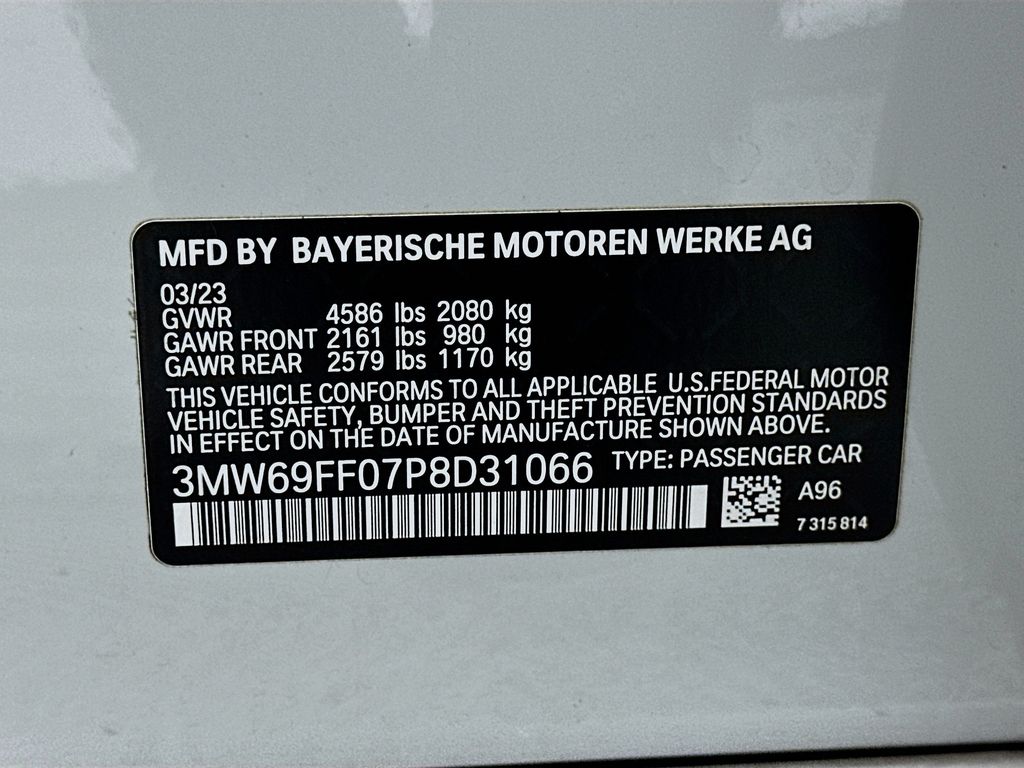 MFD BY BAYERISCHE MOTOREN WERKE AG
03/23
GVWR 4586 lbs 2080 kg
GAWR FRONT 2161 lbs 980 kg
GAWR REAR 2579 lbs 1170 kg
THIS VEHICLE CONFORMS TO ALL APPLICABLE U.S.FEDERAL MOTOR
VEHICLE SAFETY, BUMPER AND THEFT PREVENTION STANDARDS
IN EFFECT ON THE DATE OF MANUFACTURE SHOWN ABOVE.
3MW69FF07P8D31066 TYPE: PASSENGER CAR
A96
7 315 814